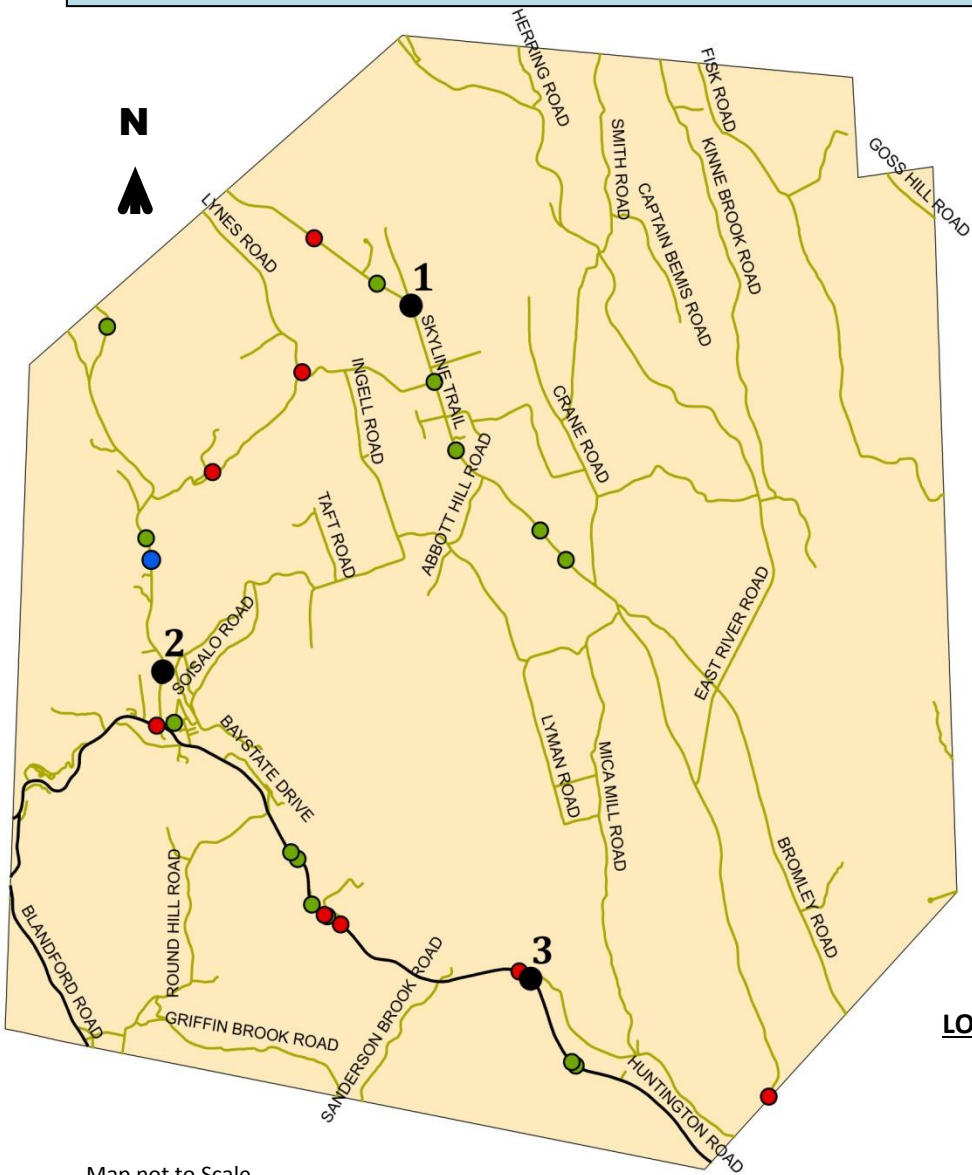 HERRING ROAD
FISK ROAD
N
SMITH ROAD
KINNE BROOK ROAD
GOSS HILL ROAD
CAPTAIN BEMIS ROAD
LYNES ROAD
1
SKYLINE TRAIL
INGELL ROAD
CRANE ROAD
ABBOTT HILL ROAD
TAFT ROAD
EAST RIVER ROAD
2
SOISALO ROAD
BAYSTATE DRIVE
LYMAN ROAD
MICA MILL ROAD
BROMLEY ROAD
ROUND HILL ROAD
BLANDFORD ROAD
3
SANDERSON BROOK ROAD
GRIFFIN BROOK ROAD
LO
HUNTINGTON ROAD
Map not to Scale